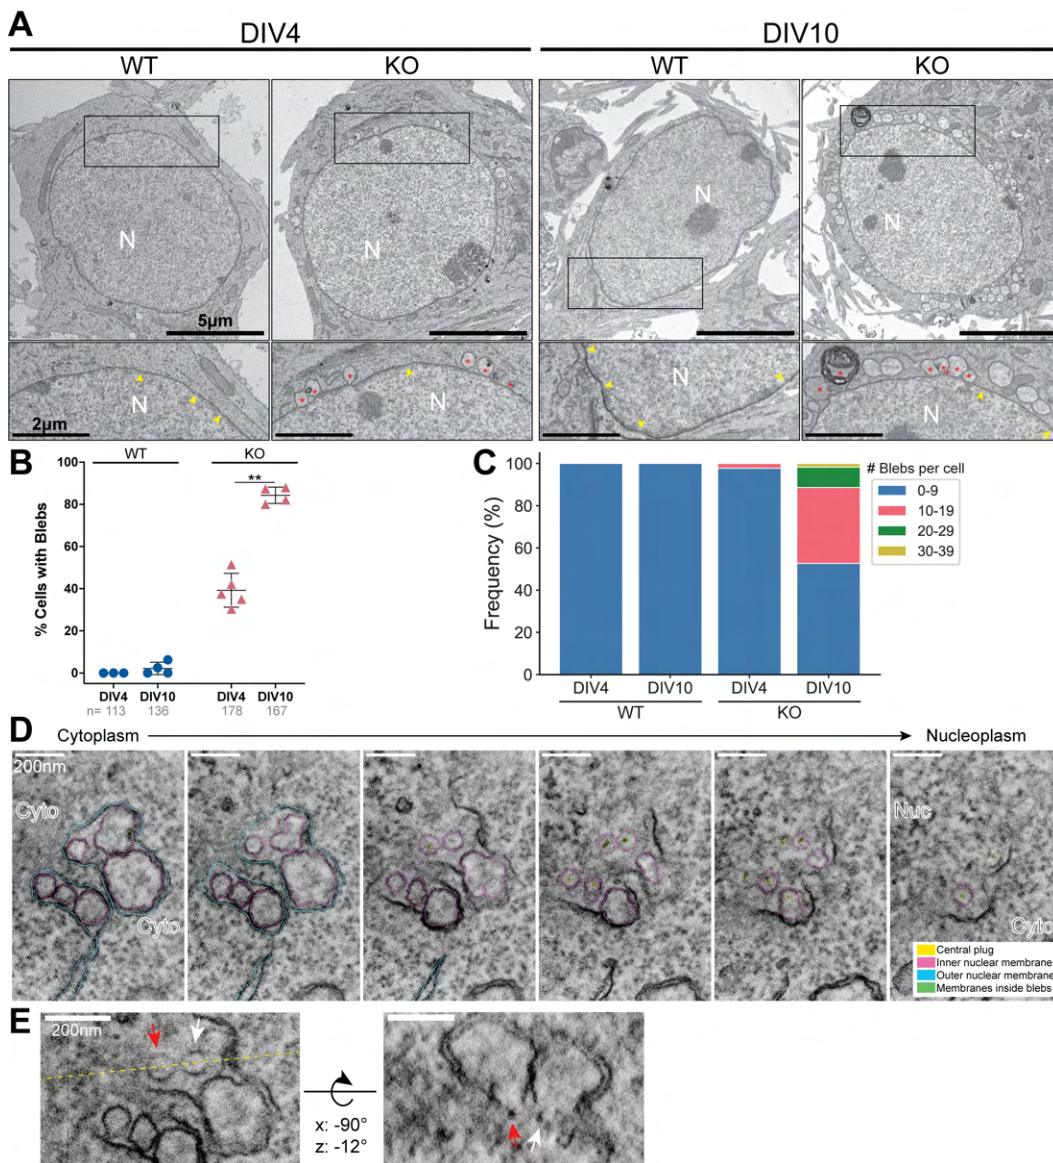 A
DIV4
DIV10
WT
KO
WT
KO
N
N
N
N
5μm
N
N
N
N
2μm
B
WT
KO
% Cells with Blebs
100
80
60
40
20
0
**
DIV4
DIV10
DIV4
DIV10
n= 113
136
178
167
C
Frequency (%)
100
80
60
40
20
0
# Blebs per cell
0-9
10-19
20-29
30-39
DIV4
DIV10
DIV4
DIV10
WT
KO
D
Cytoplasm
Nucleoplasm
200nm
Cyto
Cyto
Nuc
Cyto
Central plug
Inner nuclear membrane
Outer nuclear membrane
Membranes inside blebs
E
200nm
x: -90°
z: -12°